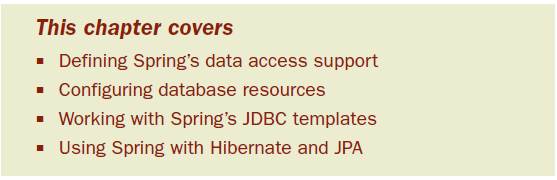 This chapter covers
▪ Defining Spring’s data access support
▪ Configuring database resources
▪ Working with Spring’s JDBC templates
▪ Using Spring with Hibernate and JPA